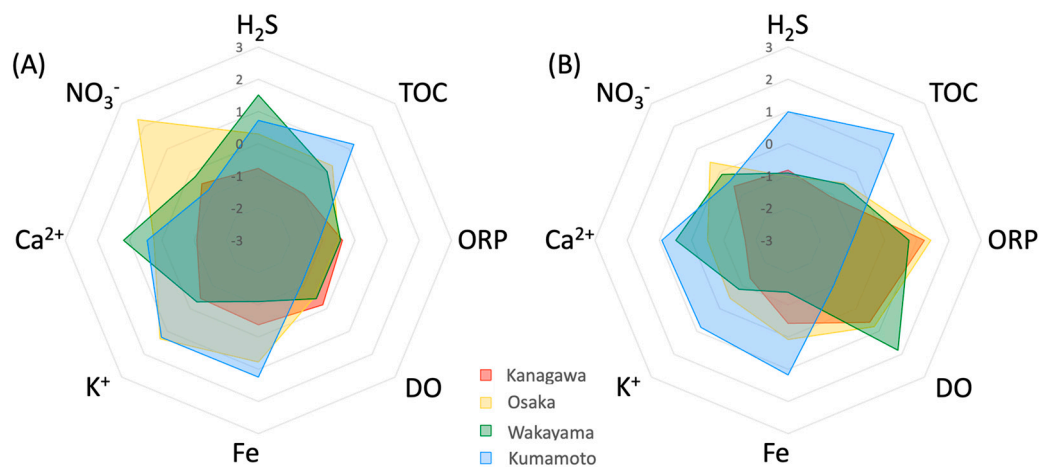 (A)
H₂S
TOC
ORP
DO
Fe
K⁺
Ca²⁺
NO₃⁻
3
2
1
0
-1
-2
-3
(B)
H₂S
TOC
ORP
DO
Fe
K⁺
Ca²⁺
NO₃⁻
3
2
1
0
-1
-2
-3
Kanagawa
Osaka
Wakayama
Kumamoto